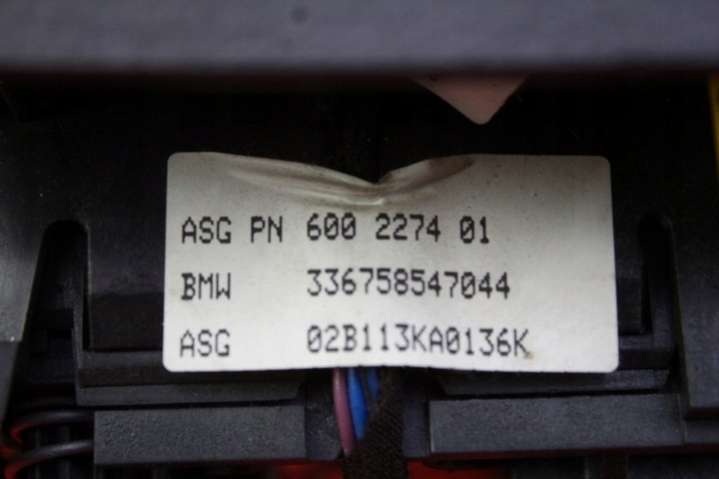 ASG PN 600 2274 01
BMW 336758547044
ASG 02B113KA0136K